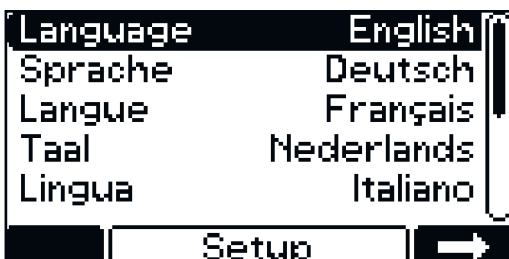 Language English
Sprache Deutsch
Langue Français
Taal Nederlands
Lingua Italiano
Setup